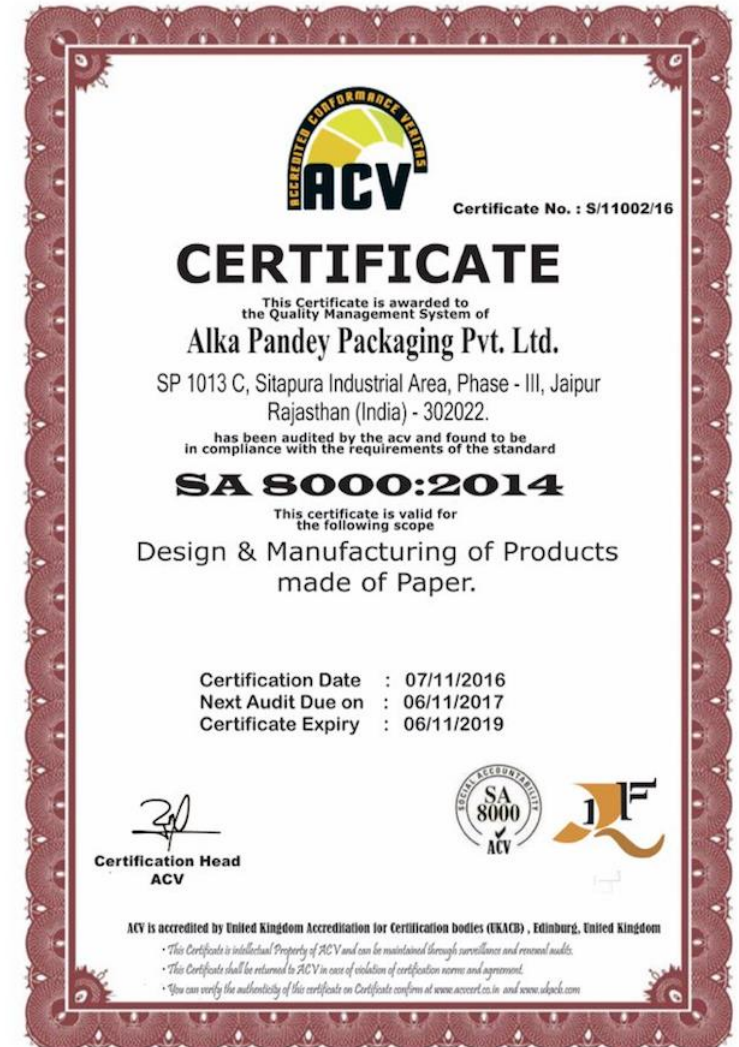 ACCREDITED CONFORMANCE VERITAS
ACV
Certificate No. : S/11002/16
CERTIFICATE
This Certificate is awarded to
the Quality Management System of
Alka Pandey Packaging Pvt. Ltd.
SP 1013 C, Sitapura Industrial Area, Phase - III, Jaipur
Rajasthan (India) - 302022.
has been audited by the acv and found to be
in compliance with the requirements of the standard
SA 8000:2014
This certificate is valid for
the following scope
Design & Manufacturing of Products
made of Paper.
Certification Date : 07/11/2016
Next Audit Due on : 06/11/2017
Certificate Expiry : 06/11/2019
SOCIAL ACCOUNTABILITY
SA
8000
ACV
Certification Head
ACV
ACV is accredited by United Kingdom Accreditation for Certification bodies (UKACB) , Edinburg, United Kingdom
· This Certificate is intellectual Property of ACV and can be maintained through surveillance and renewal audits.
· This Certificate shall be returned to ACV in case of violation of certification norms and agreement.
· You can verify the authenticity of this certificate on Certificate confirm at www.acvcert.co.in and www.ukacb.com